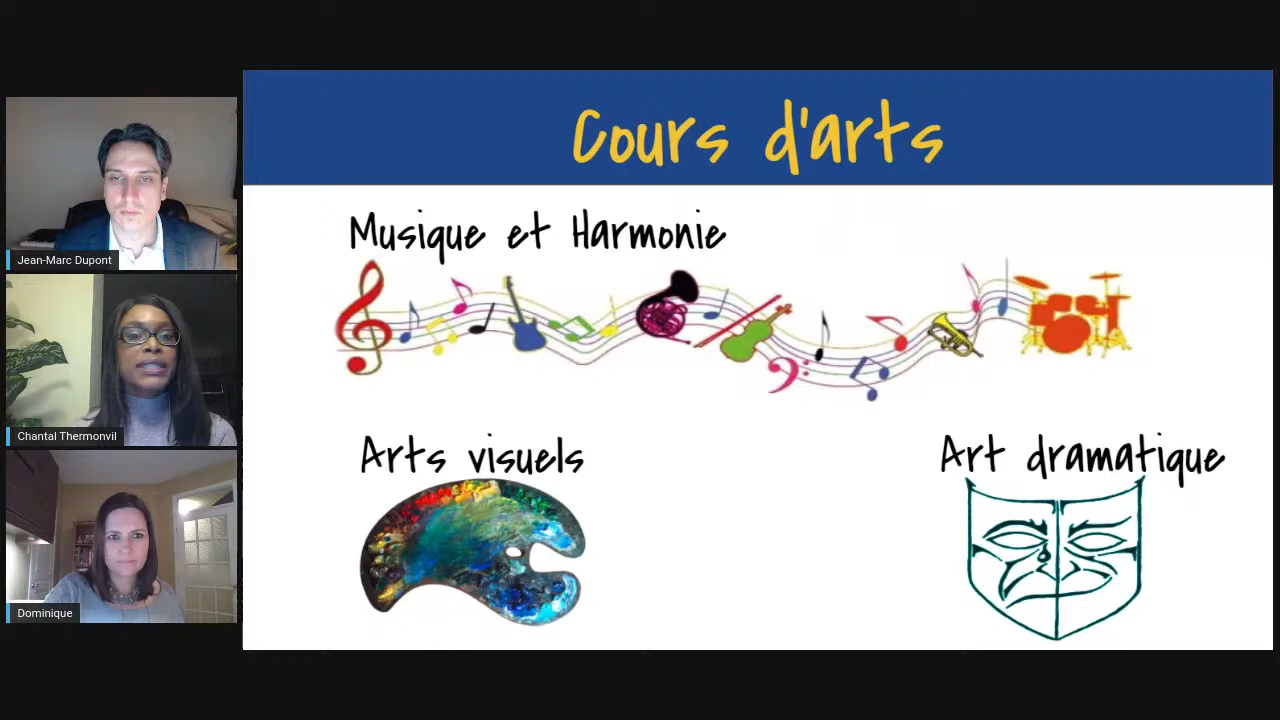 Cours d'arts
Musique et Harmonie
Arts visuels
Art dramatique
Jean-Marc Dupont
Chantal Thermonvil
Dominique